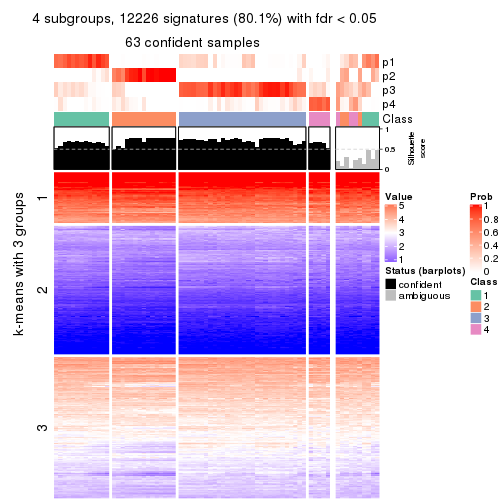 4 subgroups, 12226 signatures (80.1%) with fdr < 0.05
63 confident samples
p1
p2
p3
p4
Class
1
0.5
0
Silhouette
score
k-means with 3 groups
1
2
3
Value
5
4
3
2
1
Status (barplots)
confident
ambiguous
Prob
1
0.8
0.6
0.4
0.2
0
Class
1
2
3
4